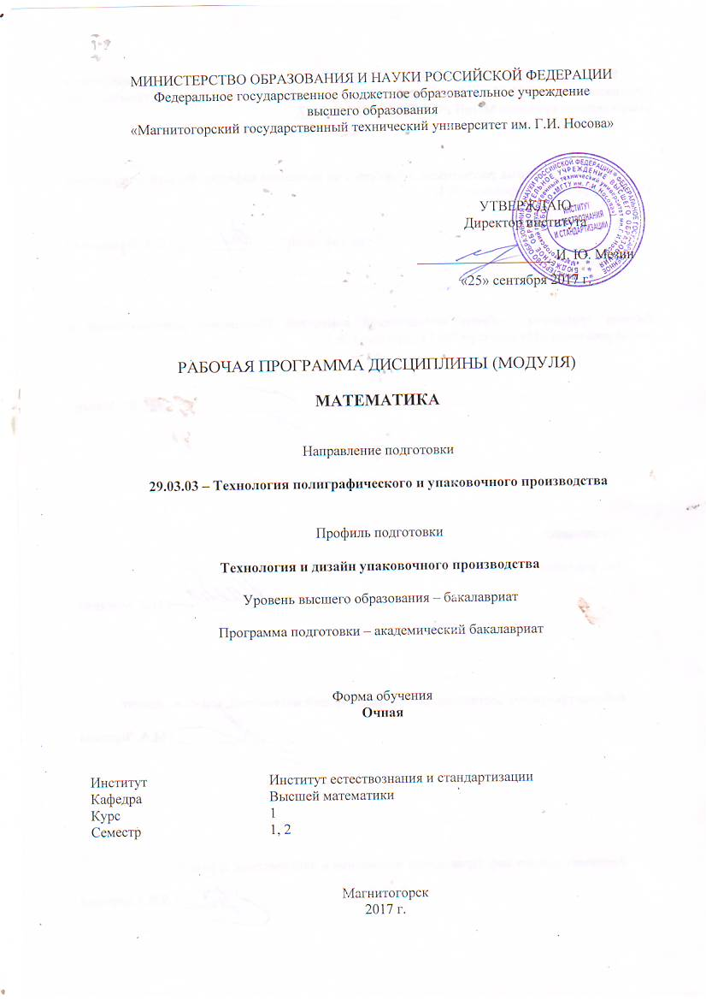 МИНИСТЕРСТВО ОБРАЗОВАНИЯ И НАУКИ РОССИЙСКОЙ ФЕДЕРАЦИИ
Федеральное государственное бюджетное образовательное учреждение
высшего образования
«Магнитогорский государственный технический университет им. Г.И. Носова»
УТВЕРЖДАЮ
Директор института
И. Ю. Мезин
«25» сентября 2017 г.
ИНСТИТУТ
ЕСТЕСТВОЗНАНИЯ
И СТАНДАРТИЗАЦИИ
РАБОЧАЯ ПРОГРАММА ДИСЦИПЛИНЫ (МОДУЛЯ)
МАТЕМАТИКА
Направление подготовки
29.03.03 – Технология полиграфического и упаковочного производства
Профиль подготовки
Технология и дизайн упаковочного производства
Уровень высшего образования – бакалавриат
Программа подготовки – академический бакалавриат
Форма обучения
Очная
Институт Институт естествознания и стандартизации
Кафедра Высшей математики
Курс 1
Семестр 1, 2
Магнитогорск
2017 г.